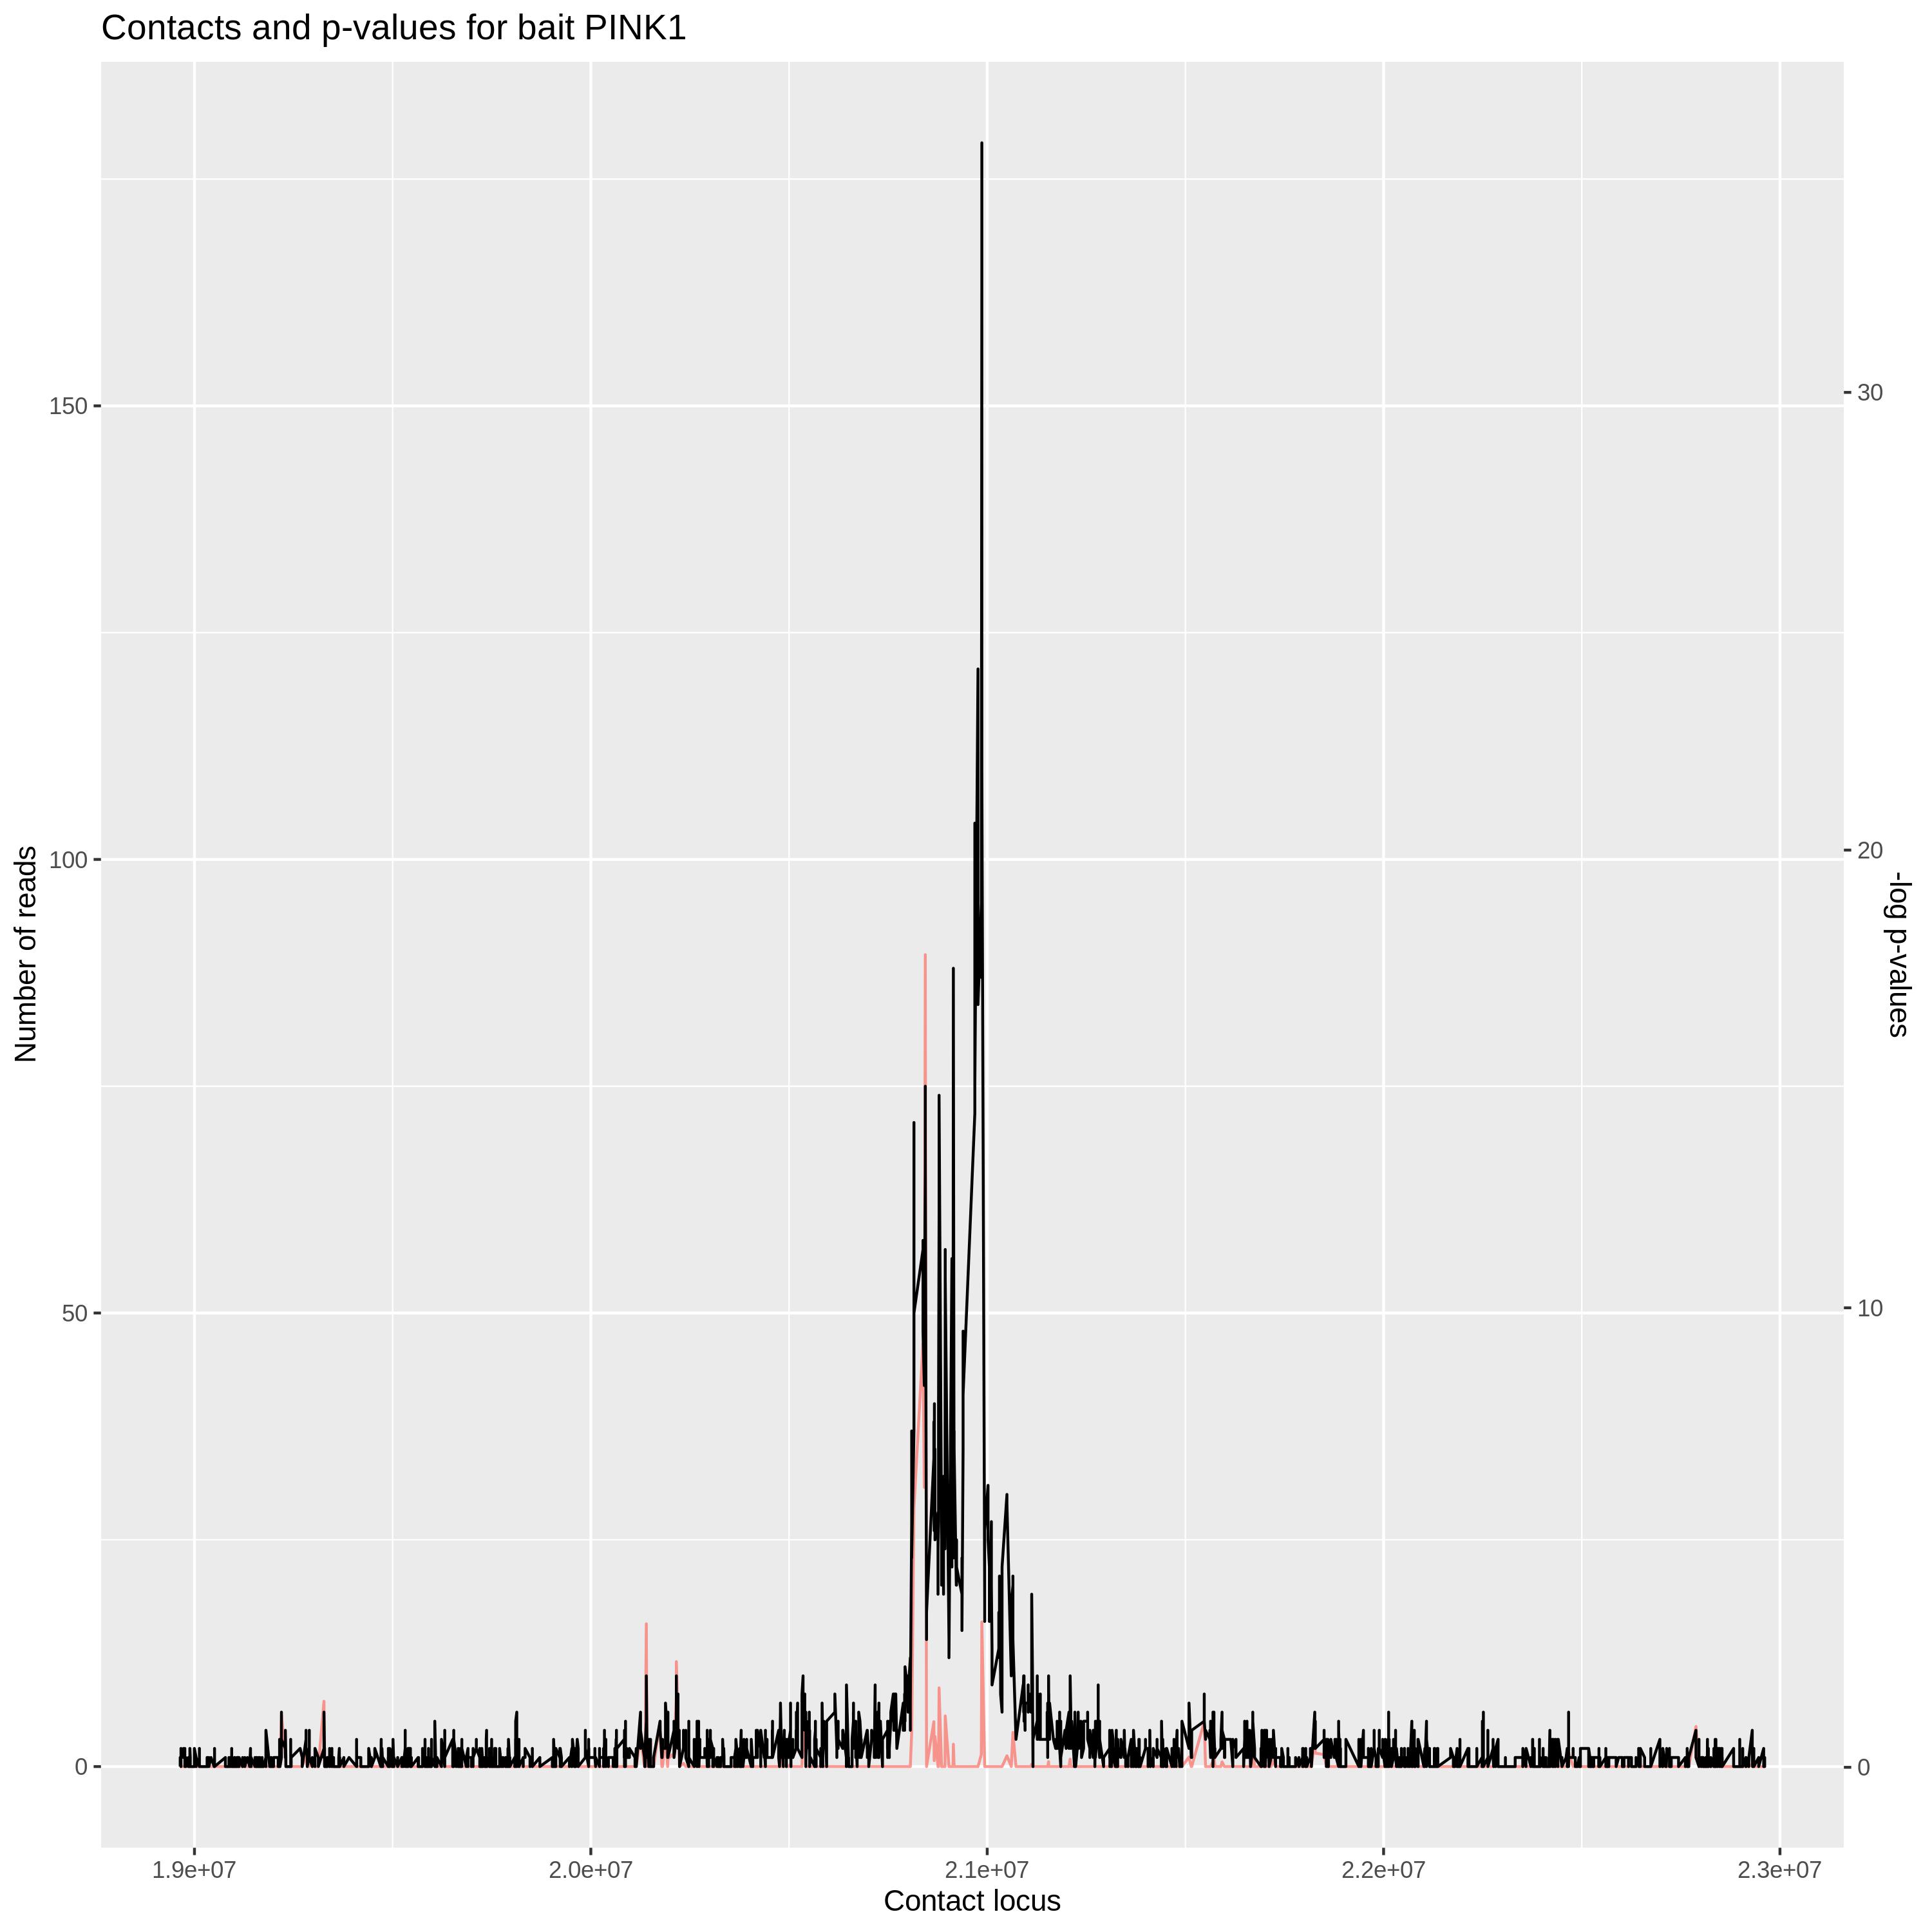 Contacts and p-values for bait PINK1
150
100
50
0
Number of reads
30
20
10
0
-log p-values
1.9e+07 2.0e+07 2.1e+07 2.2e+07 2.3e+07
Contact locus